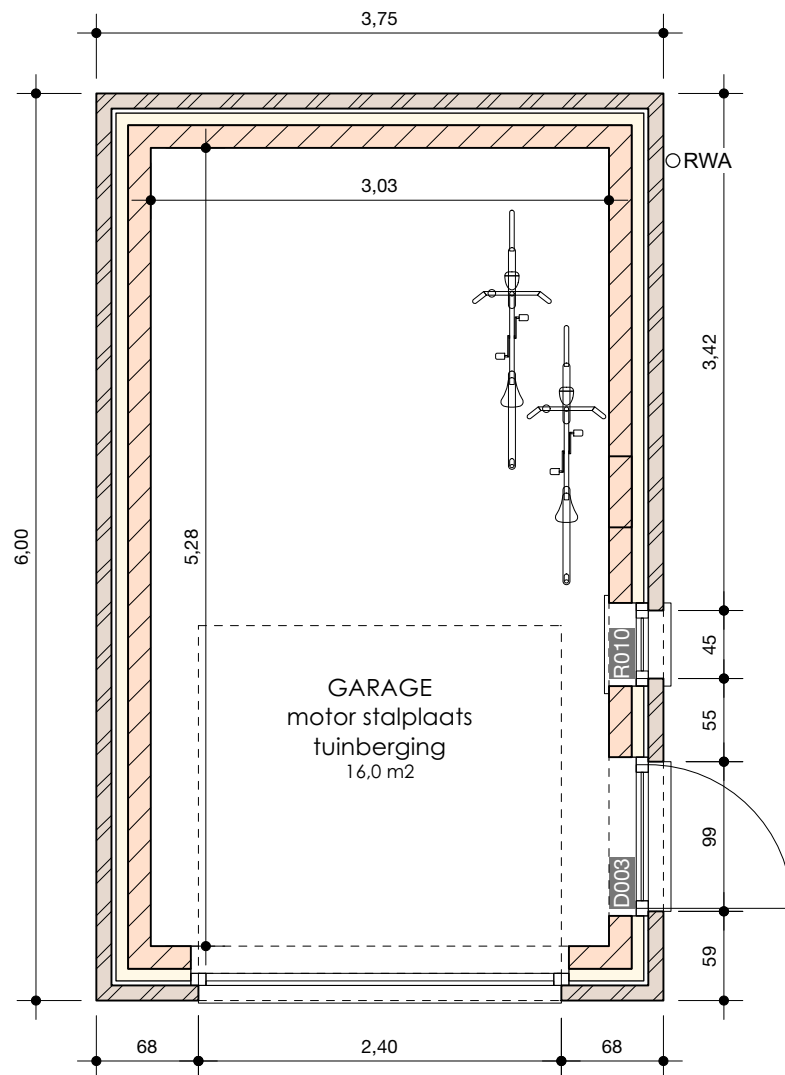 3,75
RWA
3,03
3,42
6,00
5,28
45
R010
GARAGE
motor stalplaats
tuinberging
16,0 m2
55
99
D003
59
68
2,40
68